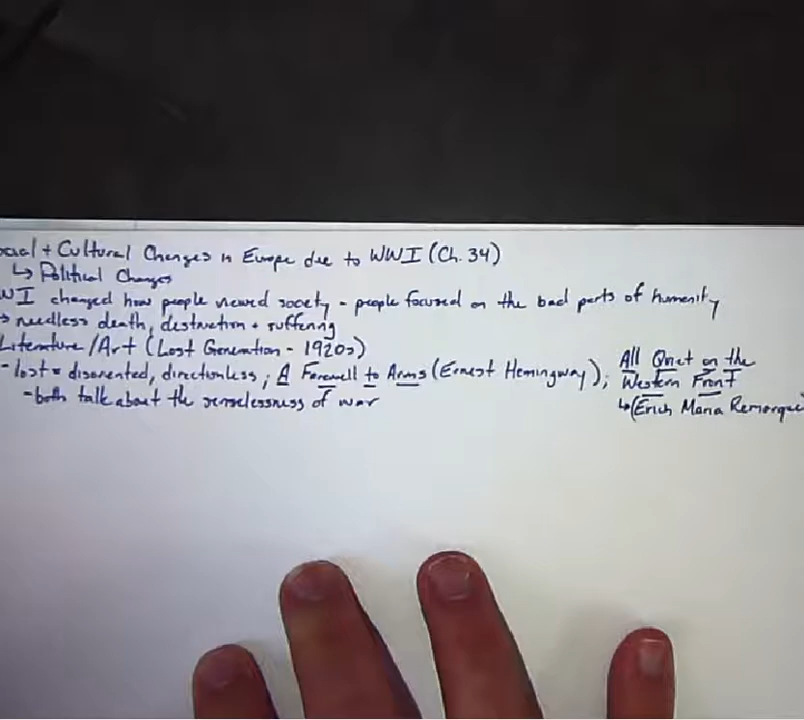 ocial + Cultural Changes in Europe due to WWI (Ch. 34)
↳ Political Changes
WI changed how people viewed society - people focused on the bad parts of humanity
→ needless death, destruction + suffering
Literature/Art (Lost Generation - 1920s)
- lost = disoriented, directionless; A Farewell to Arms (Ernest Hemingway); All Quiet on the
Western Front
- both talk about the senselessness of war
↳ (Erich Maria Remarque